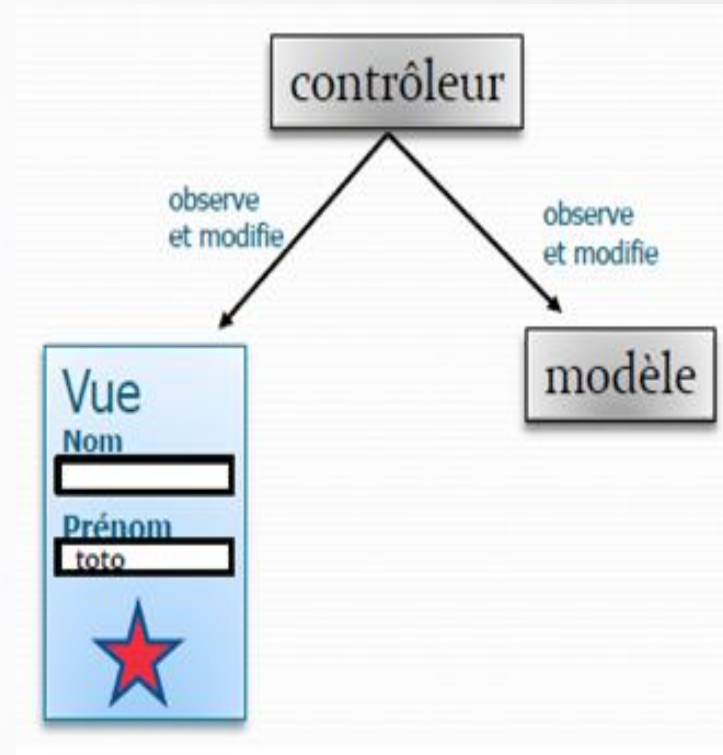 contrôleur
observe
et modifie
observe
et modifie
Vue
Nom
Prénom
toto
modèle